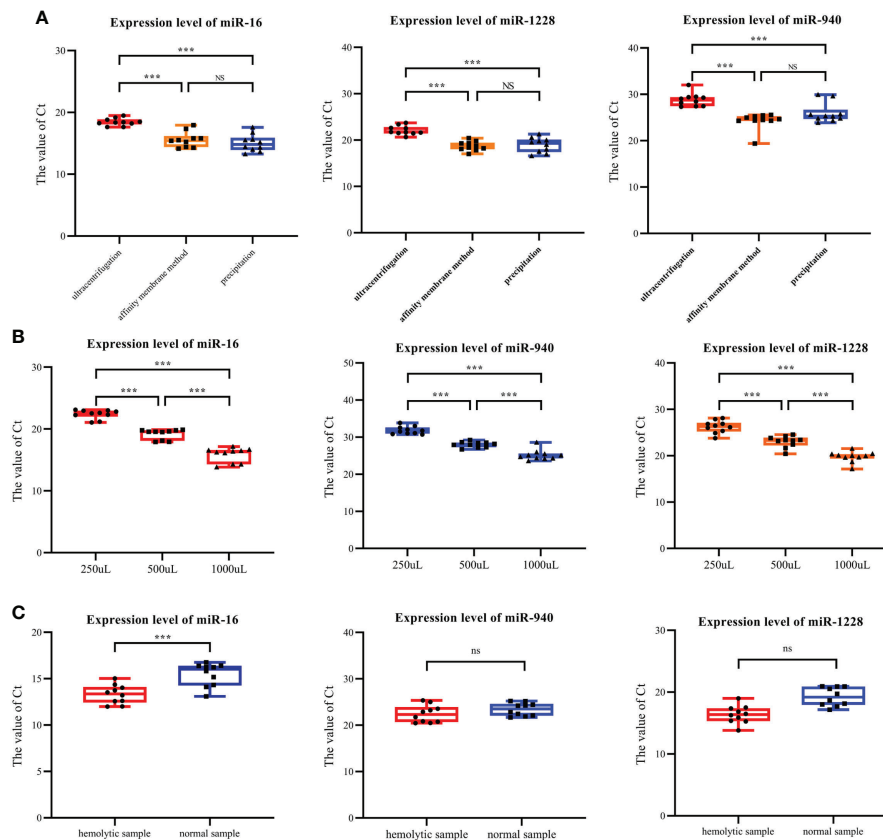 A
Expression level of miR-16
The value of Ct
30
20
10
0
***
***
NS
ultracentrifugation
affinity membrane method
precipitation
Expression level of miR-1228
The value of Ct
40
30
20
10
0
***
***
NS
ultracentrifugation
affinity membrane method
precipitation
Expression level of miR-940
The value of Ct
40
30
20
10
0
***
***
NS
ultracentrifugation
affinity membrane method
precipitation
B
Expression level of miR-16
The value of Ct
30
20
10
0
***
***
***
250uL 500uL 1000uL
Expression level of miR-940
The value of Ct
50
40
30
20
10
0
***
***
***
250uL 500uL 1000uL
Expression level of miR-1228
The value of Ct
40
30
20
10
0
***
***
***
250uL 500uL 1000uL
C
Expression level of miR-16
The value of Ct
20
15
10
5
0
***
hemolytic sample normal sample
Expression level of miR-940
The value of Ct
40
30
20
10
0
ns
hemolytic sample normal sample
Expression level of miR-1228
The value of Ct
30
20
10
0
ns
hemolytic sample normal sample